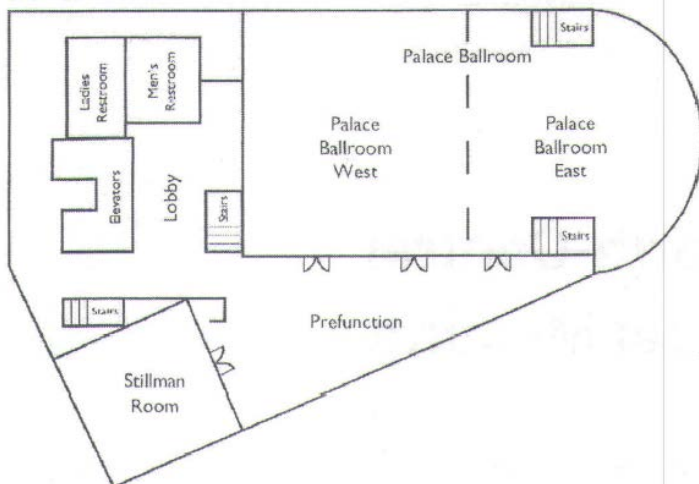 Stairs
Palace Ballroom
Ladies
Restroom
Men's
Restroom
Palace
Ballroom
West
Palace
Ballroom
East
Elevators
Lobby
Stairs
Stairs
Stairs
Prefunction
Stillman
Room